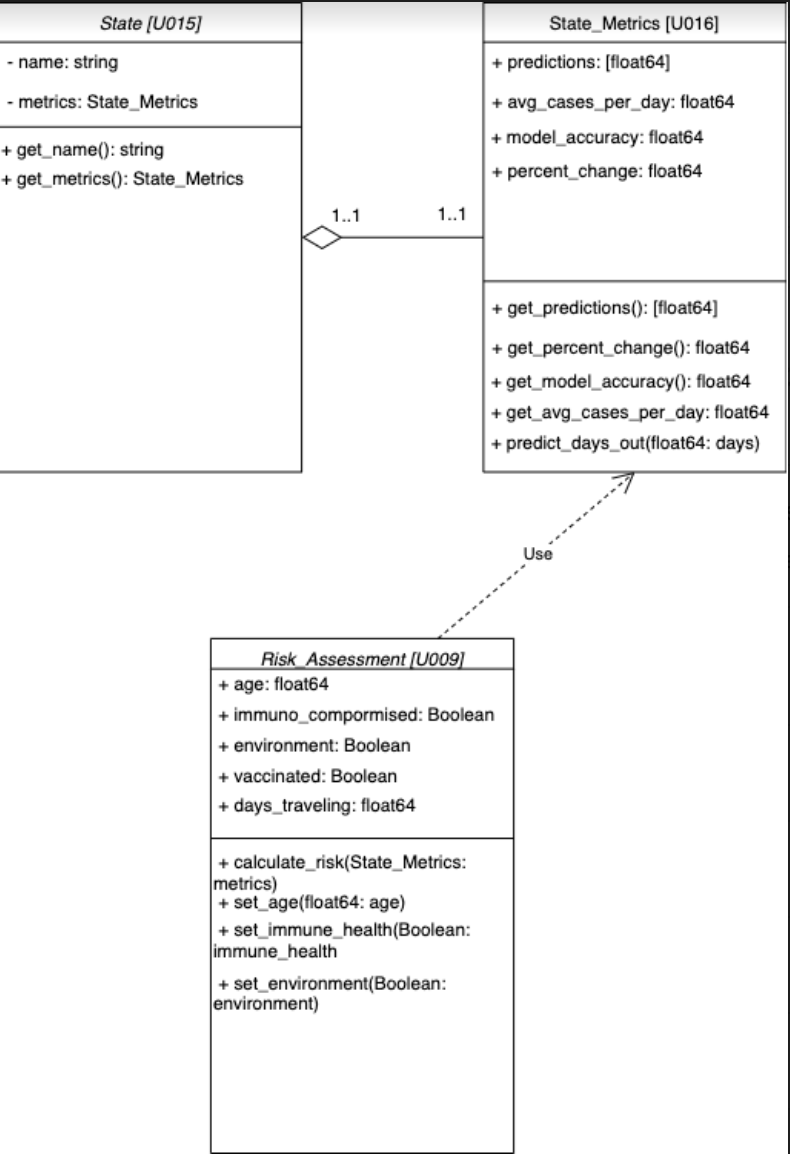 State [U015]
- name: string
- metrics: State_Metrics
+ get_name(): string
+ get_metrics(): State_Metrics
1..1
1..1
State_Metrics [U016]
+ predictions: [float64]
+ avg_cases_per_day: float64
+ model_accuracy: float64
+ percent_change: float64
+ get_predictions(): [float64]
+ get_percent_change(): float64
+ get_model_accuracy(): float64
+ get_avg_cases_per_day: float64
+ predict_days_out(float64: days)
Use
Risk_Assessment [U009]
+ age: float64
+ immuno_compormised: Boolean
+ environment: Boolean
+ vaccinated: Boolean
+ days_traveling: float64
+ calculate_risk(State_Metrics:
metrics)
+ set_age(float64: age)
+ set_immune_health(Boolean:
immune_health
+ set_environment(Boolean:
environment)